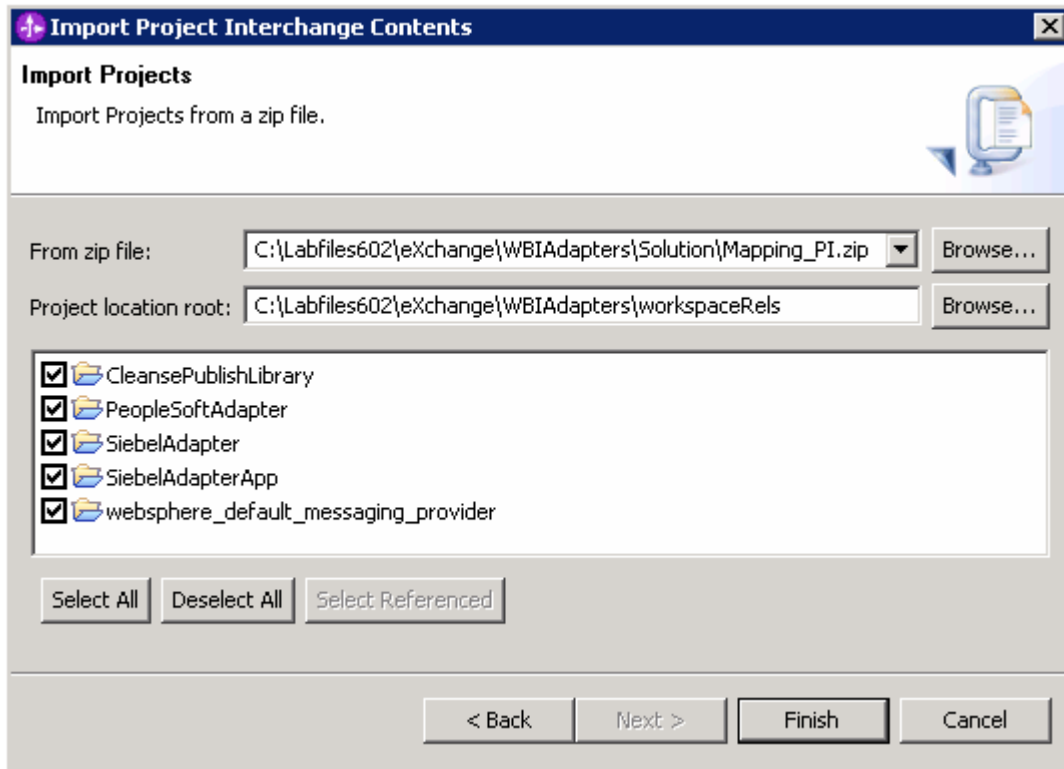 Import Project Interchange Contents
Import Projects
Import Projects from a zip file.
From zip file: C:\Labfiles602\eXchange\WBIAdapters\Solution\Mapping_PI.zip Browse...
Project location root: C:\Labfiles602\eXchange\WBIAdapters\workspaceRels Browse...
CleansePublishLibrary
PeopleSoftAdapter
SiebelAdapter
SiebelAdapterApp
websphere_default_messaging_provider
Select All Deselect All Select Referenced
< Back Next > Finish Cancel